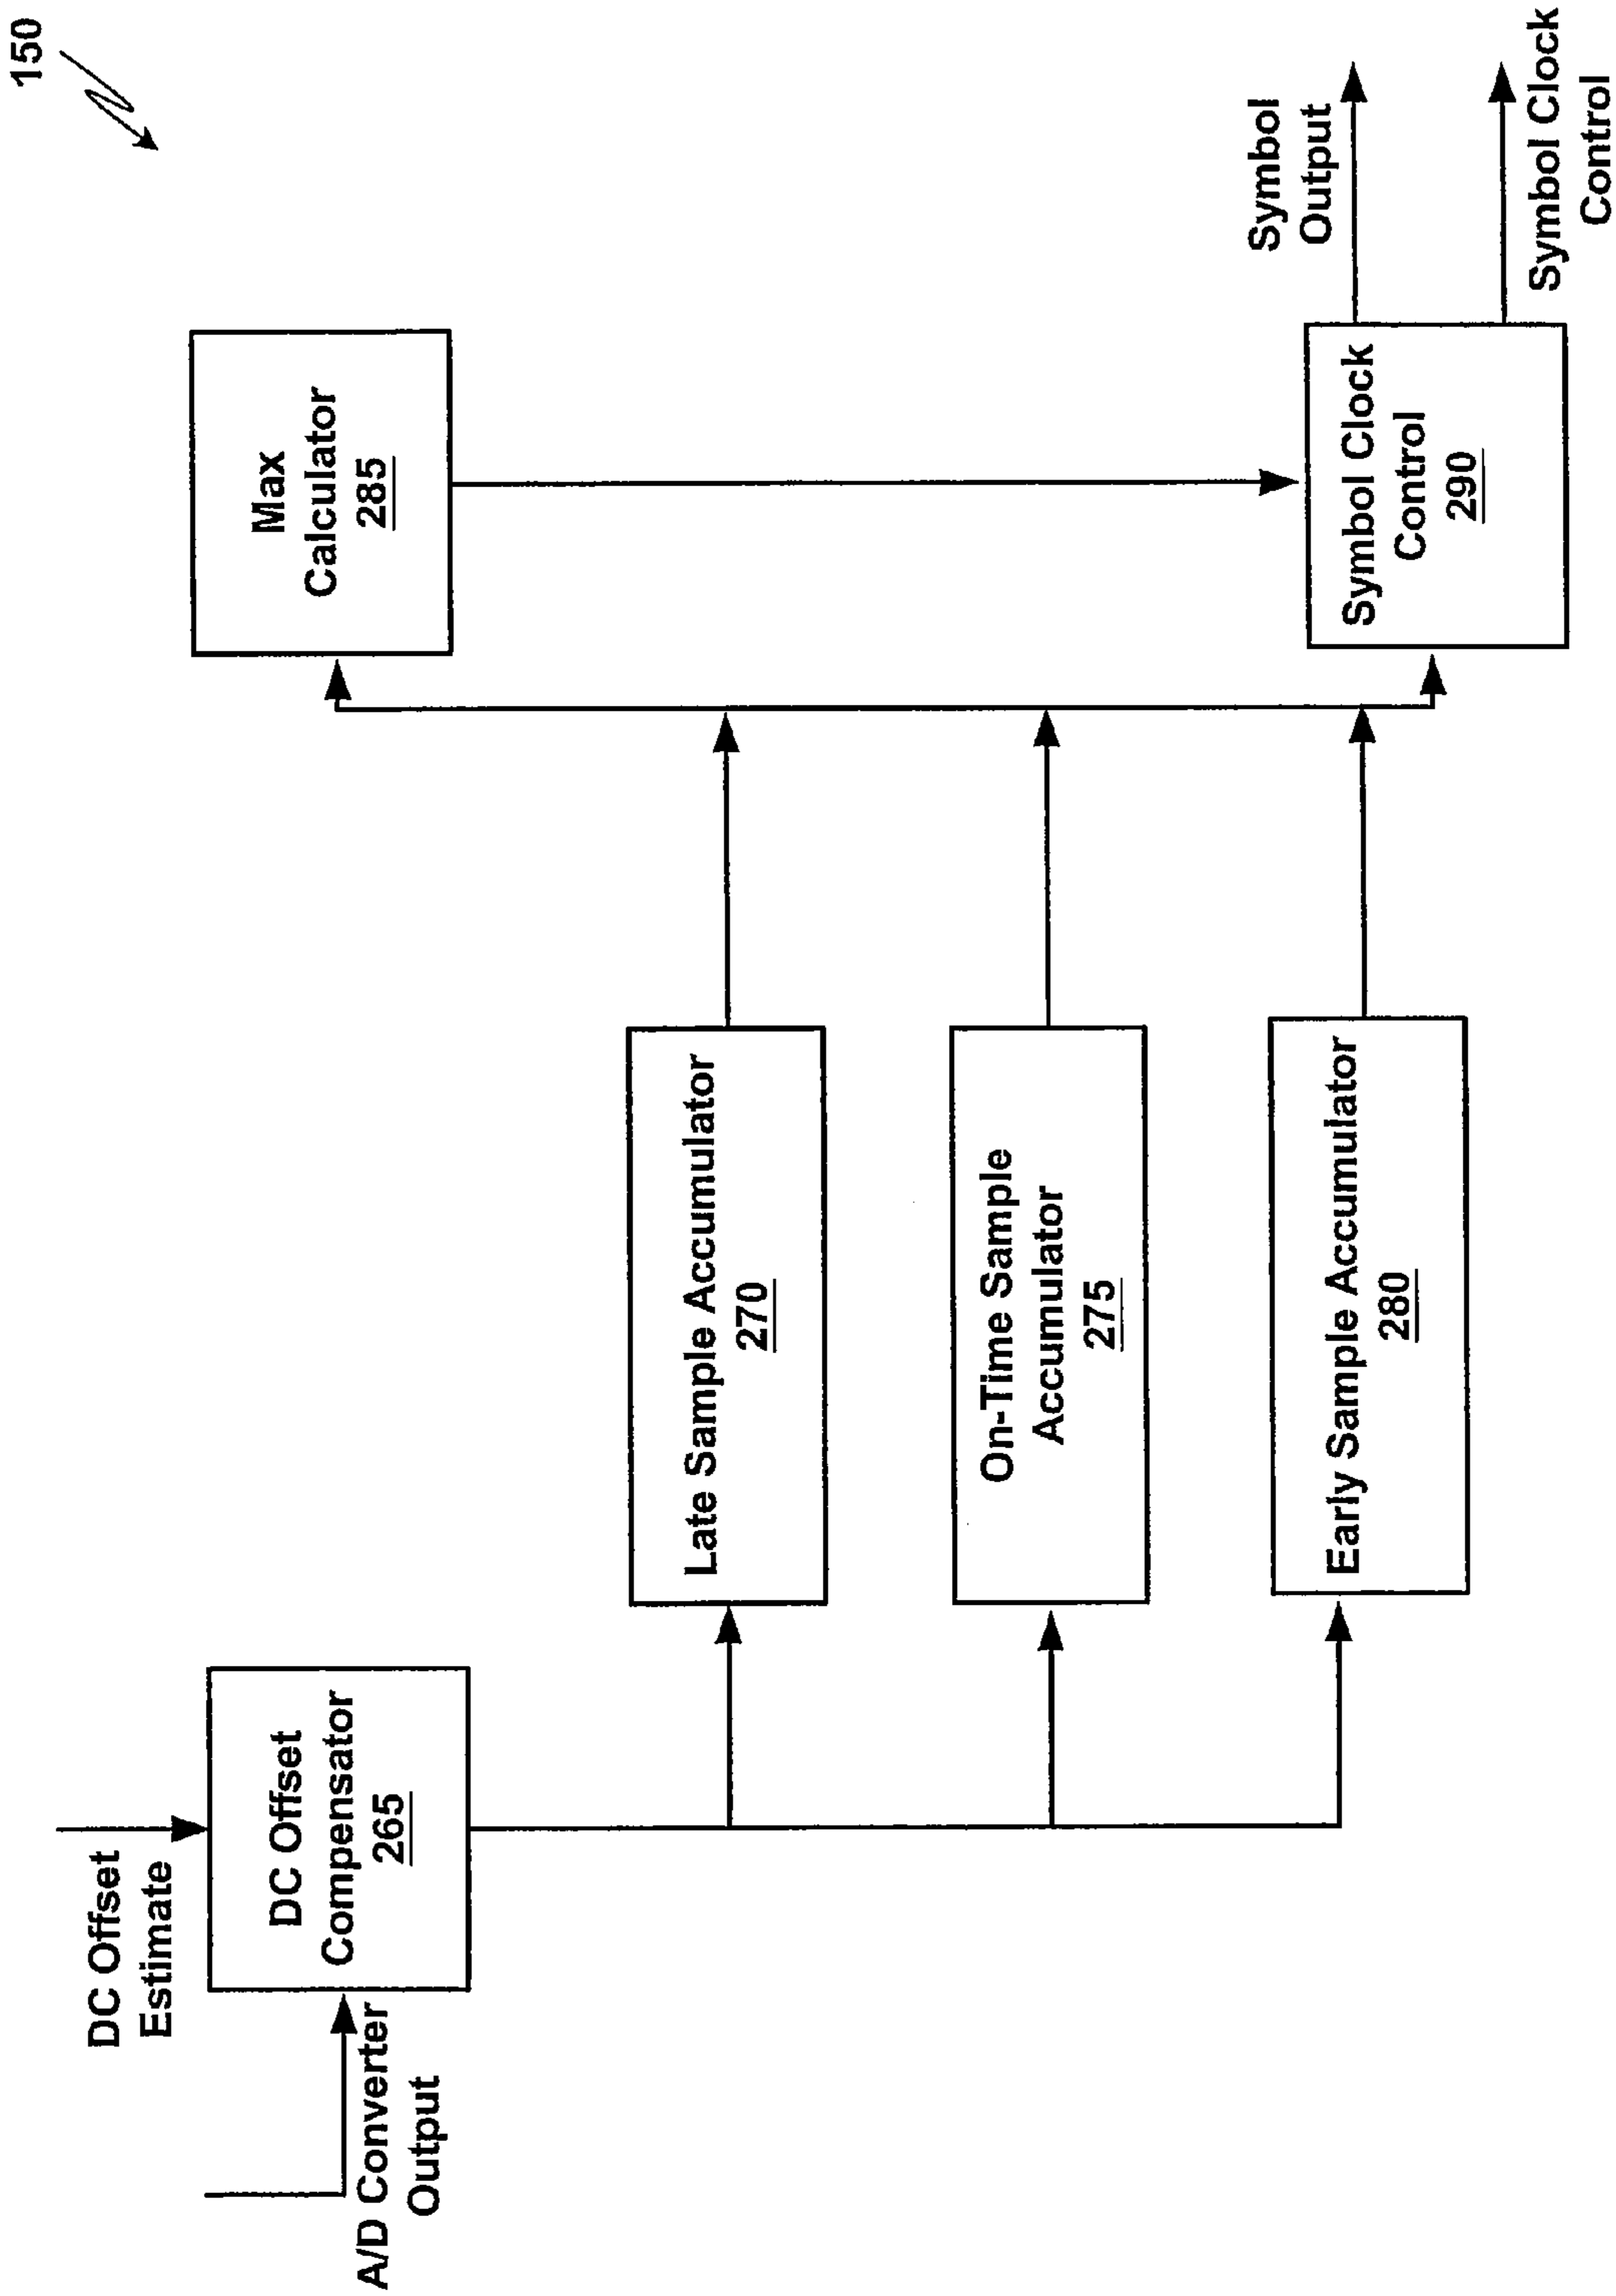 150
DC Offset
Estimate
A/D Converter
Output
DC Offset
Compensator
265
Late Sample Accumulator
270
On-Time Sample
Accumulator
275
Early Sample Accumulator
280
Max
Calculator
285
Symbol Clock
Control
290
Symbol
Output
Symbol Clock
Control